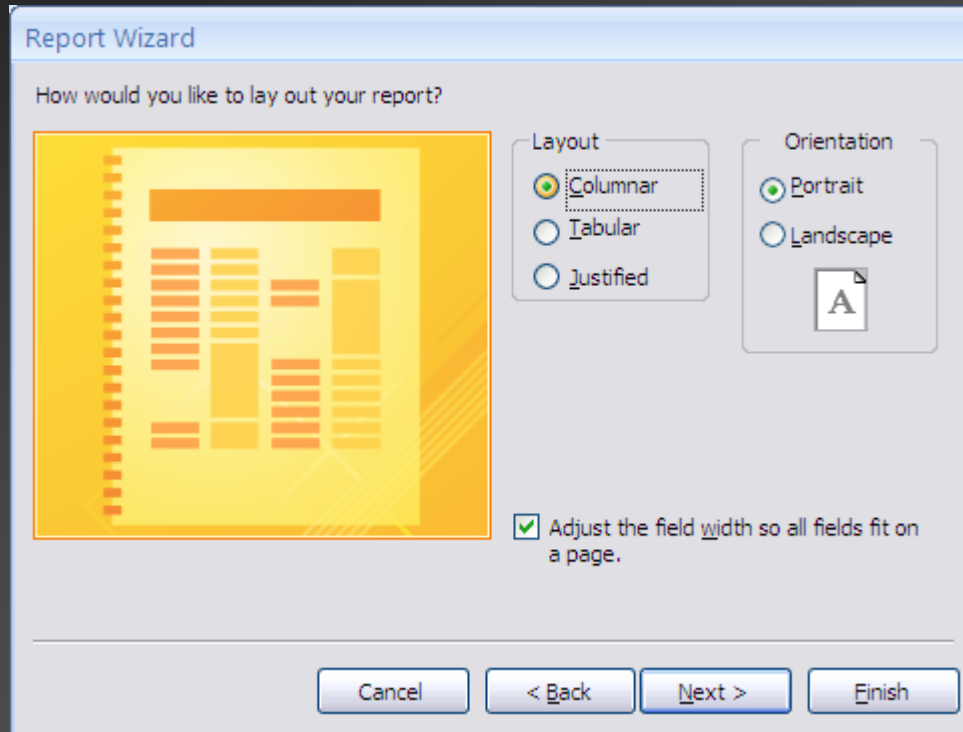 Report Wizard
How would you like to lay out your report?
Layout
Columnar
Tabular
Justified
Orientation
Portrait
Landscape
A
Adjust the field width so all fields fit on
a page.
Cancel
< Back
Next >
Finish